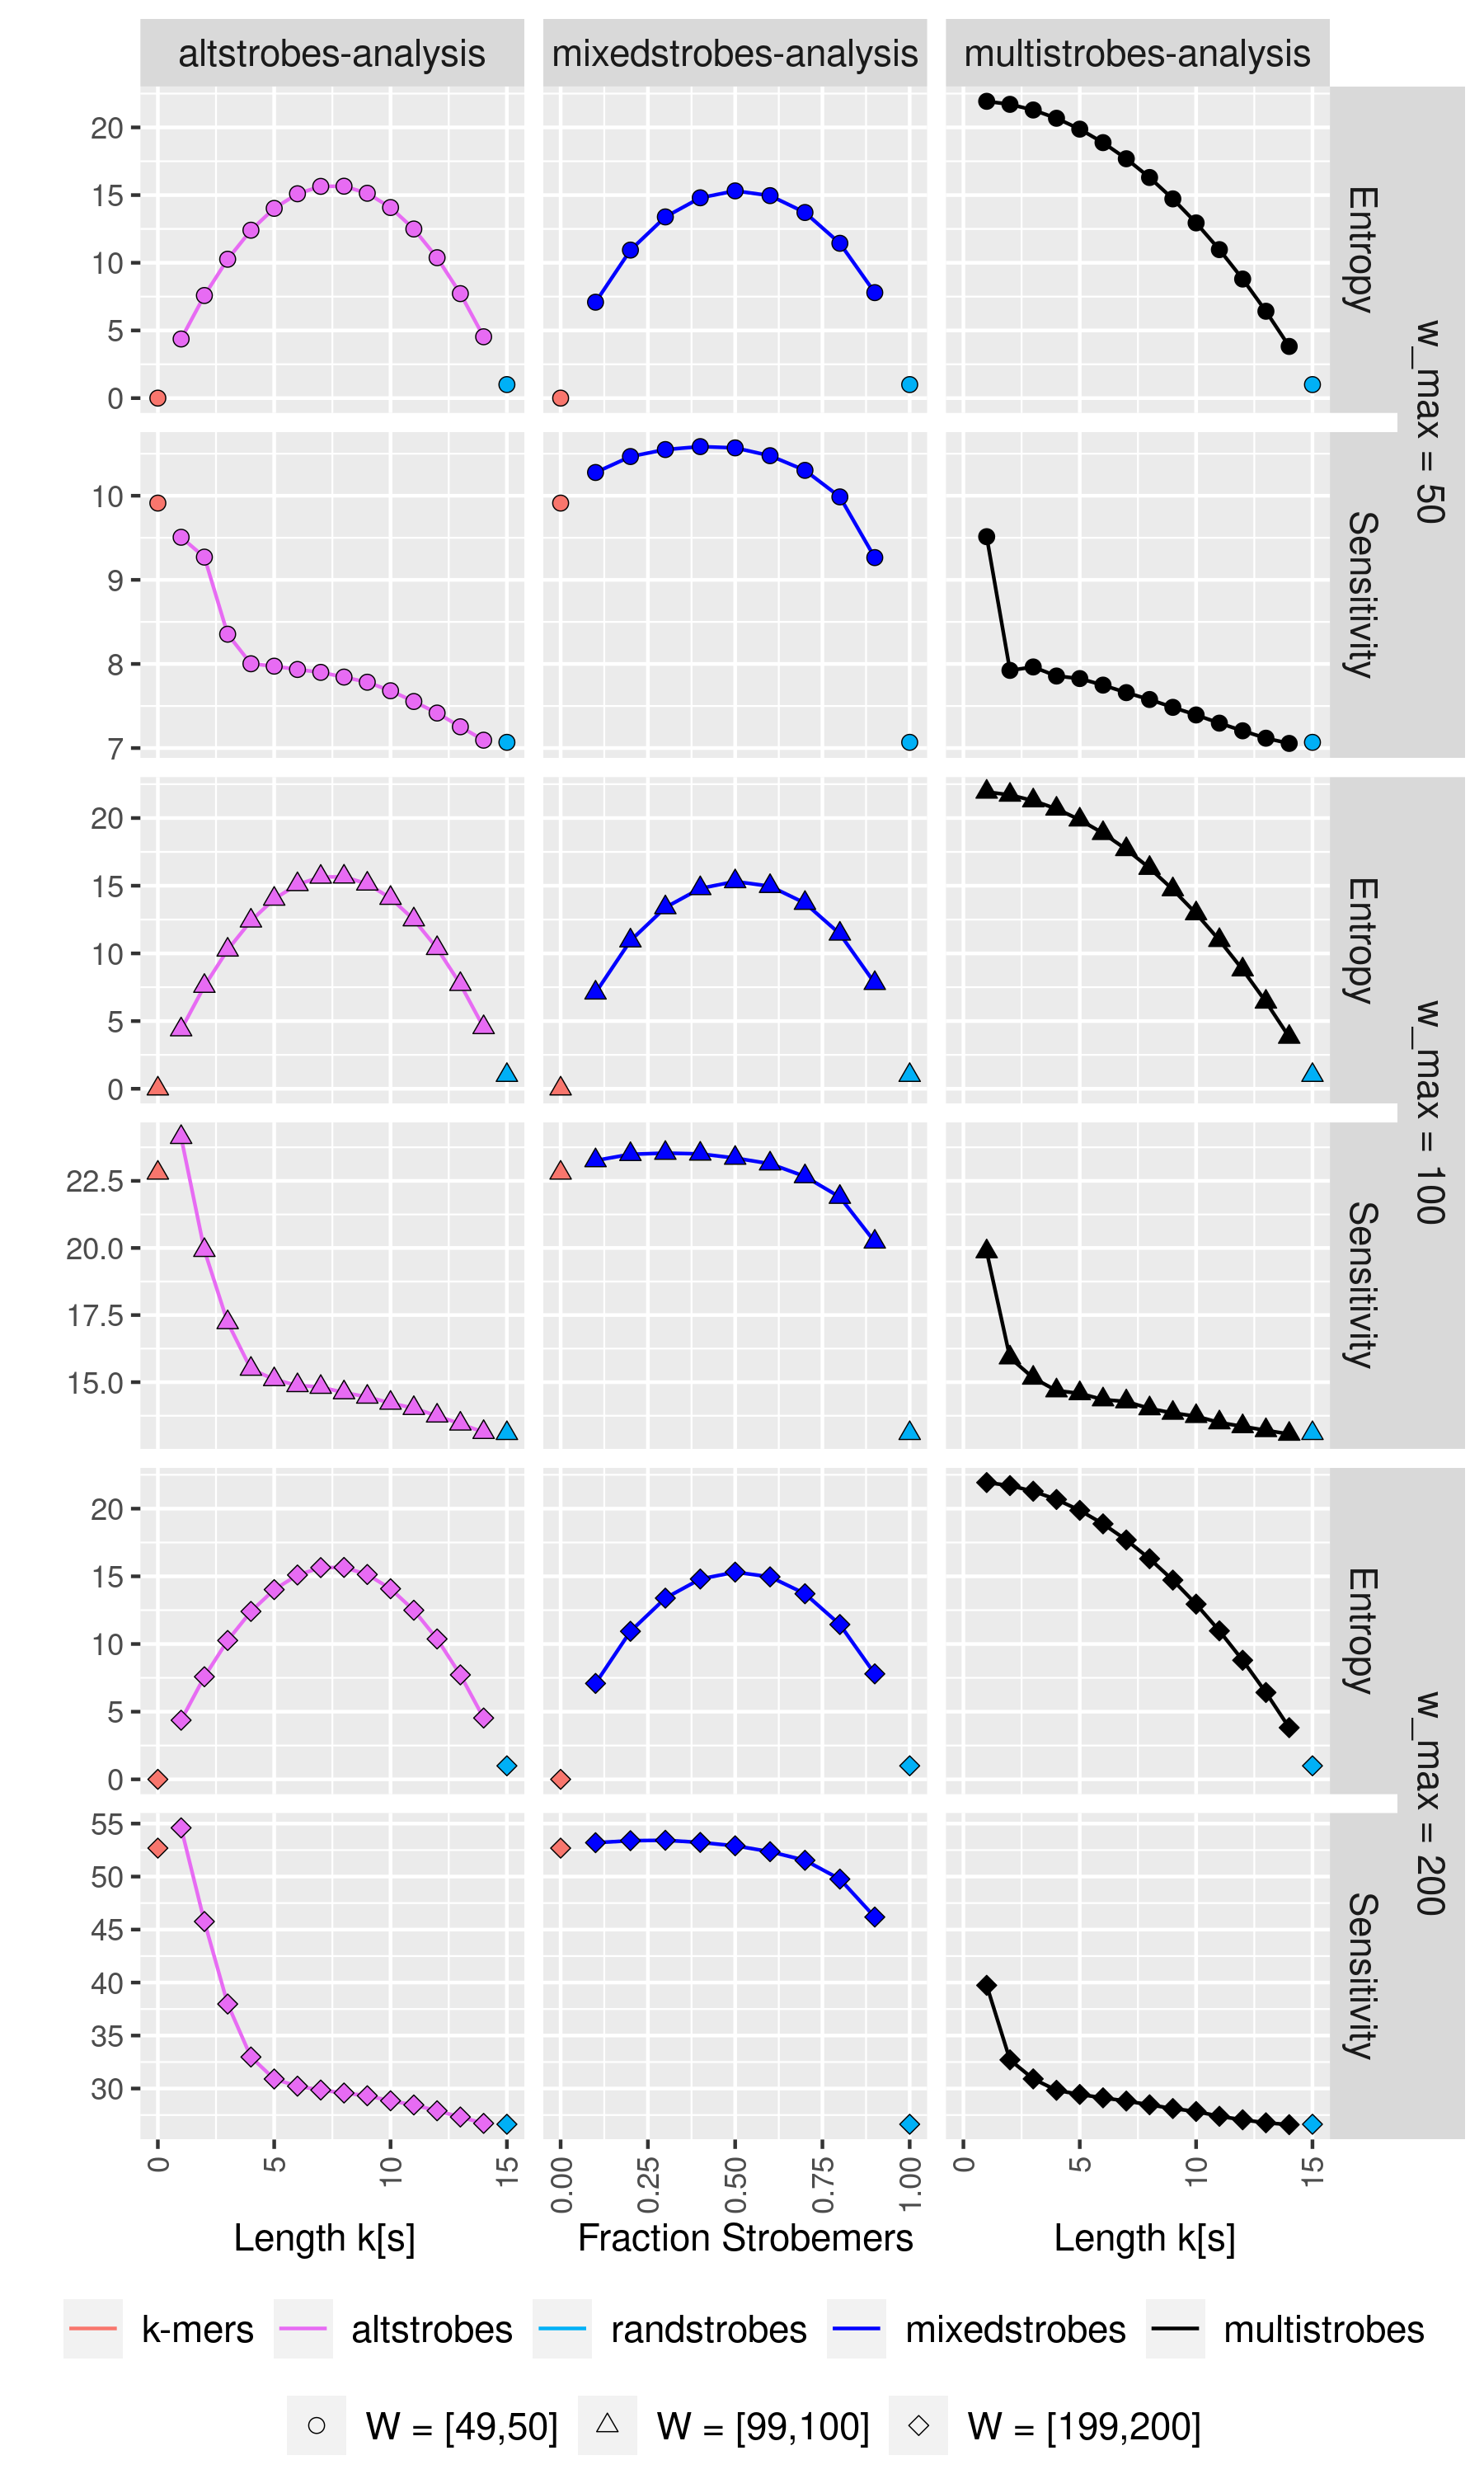 altstrobes-analysis mixedstrobes-analysis multistrobes-analysis
20
15
10
5
0
Entropy
10
9
8
7
Sensitivity
w_max = 50
20
15
10
5
0
Entropy
22.5
20.0
17.5
15.0
Sensitivity
w_max = 100
20
15
10
5
0
Entropy
55
50
45
40
35
30
Sensitivity
w_max = 200
0 5 10 15 0.00 0.25 0.50 0.75 1.00 0 5 10 15
Length k[s] Fraction Strobemers Length k[s]
k-mers altstrobes randstrobes mixedstrobes multistrobes
W = [49,50] W = [99,100] W = [199,200]